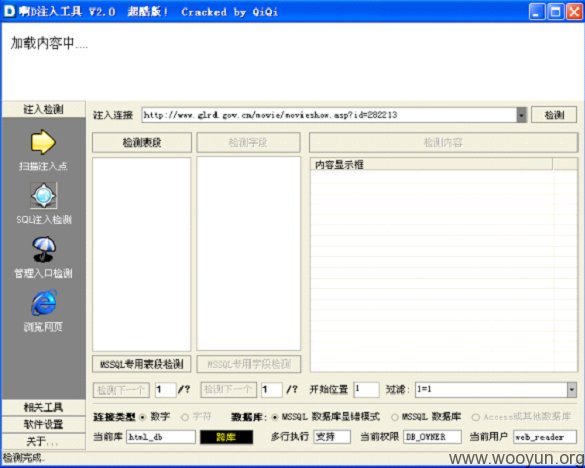 啊D注入工具 V2.0 超酷版! Cracked by QiQi
加载内容中....
注入检测
注入连接 http://www.glrd.gov.cn/movie/movieshow.asp?id=282213 检测
检测表段 检测字段 检测内容
内容显示框
扫描注入点
SQL注入检测
管理入口检测
浏览网页
MSSQL专用表段检测 MSSQL专用字段检测
检测下一个 1 /? 检测下一个 1 /? 开始位置 1 过滤: 1=1
相关工具
连接类型 数字 字符 数据库: MSSQL 数据库显错模式 MSSQL 数据库 Access或其他数据库
软件设置
关于...
当前库 html_db 跨库 多行执行 支持 当前权限 DB_OWNER 当前用户 web_reader
检测完成.
www.wooyun.org